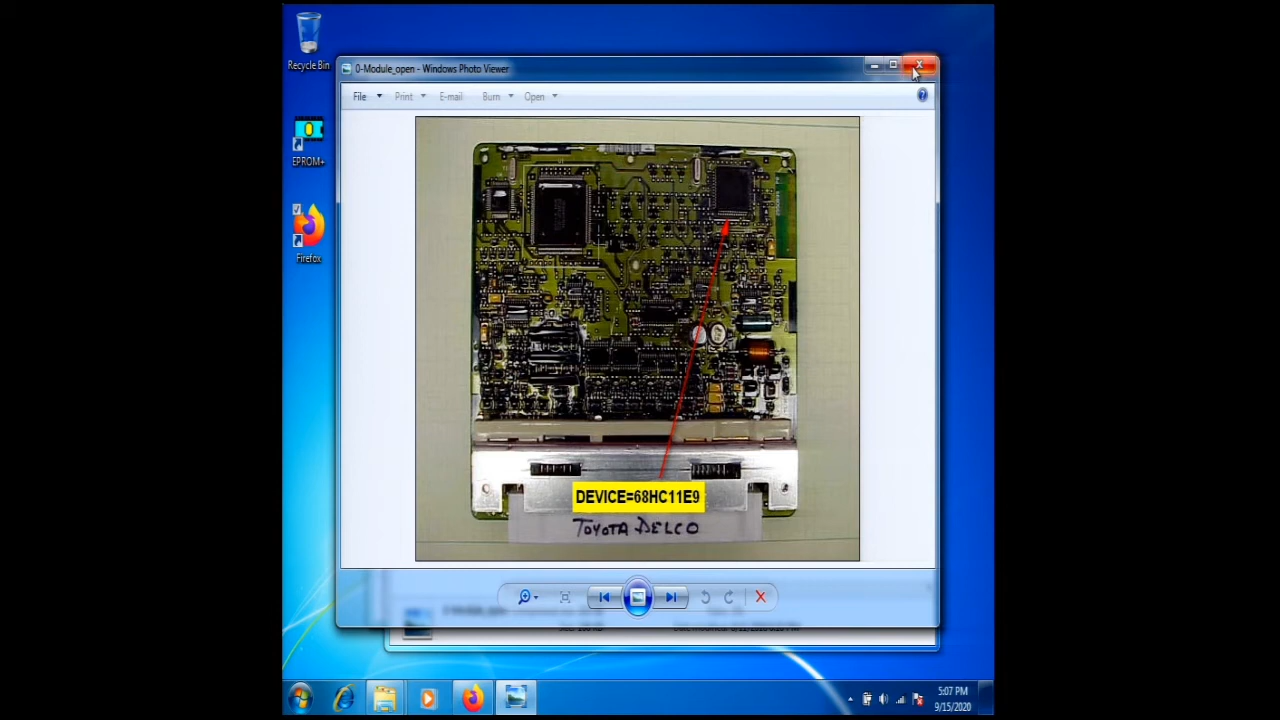 Recycle Bin
EPROM+
Firefox
0-Module_open - Windows Photo Viewer
File Print E-mail Burn Open
DEVICE=68HC11E9
TOYOTA DELCO
5:07 PM
9/15/2020